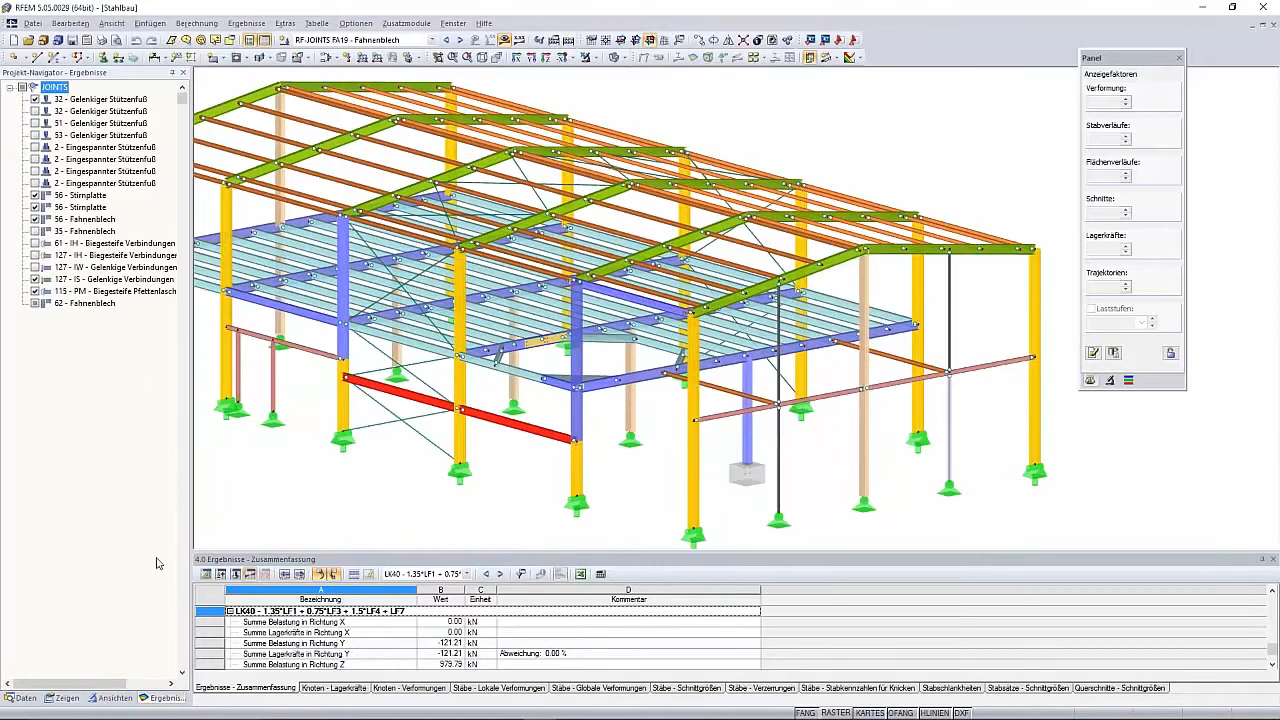 RFEM 5.05.0029 (64bit) - [Stahlbau]
Datei Bearbeiten Ansicht Einfügen Berechnung Ergebnisse Extras Tabelle Optionen Zusatzmodule Fenster Hilfe
RF-JOINTS FA19 - Fahnenblech
Projekt-Navigator - Ergebnisse
JOINTS
32 - Gelenkiger Stützenfuß
32 - Gelenkiger Stützenfuß
51 - Gelenkiger Stützenfuß
53 - Gelenkiger Stützenfuß
2 - Eingespannter Stützenfuß
2 - Eingespannter Stützenfuß
2 - Eingespannter Stützenfuß
2 - Eingespannter Stützenfuß
56 - Stirnplatte
56 - Stirnplatte
56 - Fahnenblech
35 - Fahnenblech
61 - IH - Biegesteife Verbindungen
127 - IH - Biegesteife Verbindungen
127 - IW - Gelenkige Verbindungen
127 - IS - Gelenkige Verbindungen
115 - PM - Biegesteife Pfettenlasch
62 - Fahnenblech
Daten Zeigen Ansichten Ergebnis...
Panel
Anzeigefaktoren
Verformung:
Stabverläufe:
Flächenverläufe:
Schnitte:
Lagerkräfte:
Trajektorien:
Laststufen:
4.0 Ergebnisse - Zusammenfassung
LK40 - 1.35*LF1 + 0.75*
A B C D
Bezeichnung Wert Einheit Kommentar
LK40 - 1.35*LF1 + 0.75*LF3 + 1.5*LF4 + LF7
Summe Belastung in Richtung X 0.00 kN
Summe Lagerkräfte in Richtung X 0.00 kN
Summe Belastung in Richtung Y -121.21 kN
Summe Lagerkräfte in Richtung Y -121.21 kN Abweichung: 0.00 %
Summe Belastung in Richtung Z 979.79 kN
Ergebnisse - Zusammenfassung Knoten - Lagerkräfte Knoten - Verformungen Stäbe - Lokale Verformungen Stäbe - Globale Verformungen Stäbe - Schnittgrößen Stäbe - Verzerrungen Stäbe - Stabkennzahlen für Knicken Stabschlankheiten Stabsätze - Schnittgrößen Querschnitte - Schnittgrößen
FANG RASTER KARTES OFANG HLINIEN DXF